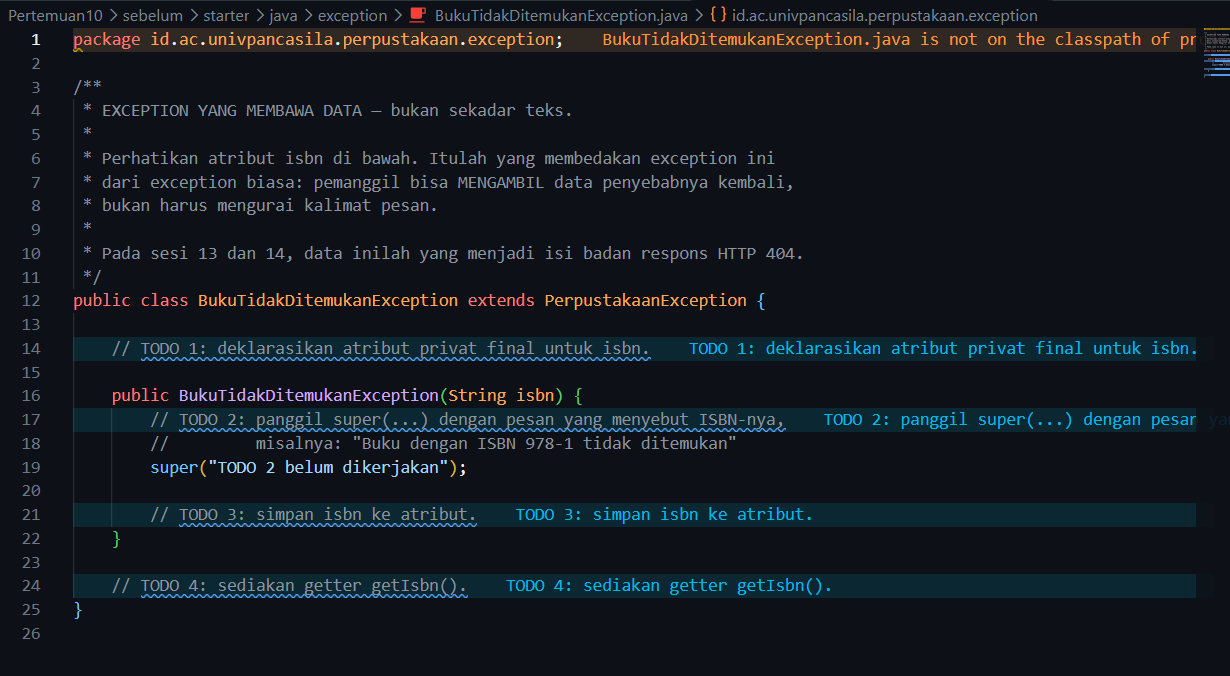 Pertemuan10 > sebelum > starter > java > exception > BukuTidakDitemukanException.java > {} id.ac.univpancasila.perpustakaan.exception
1 package id.ac.univpancasila.perpustakaan.exception; BukuTidakDitemukanException.java is not on the classpath of pr
2
3 /**
4 * EXCEPTION YANG MEMBAWA DATA — bukan sekadar teks.
5 *
6 * Perhatikan atribut isbn di bawah. Itulah yang membedakan exception ini
7 * dari exception biasa: pemanggil bisa MENGAMBIL data penyebabnya kembali,
8 * bukan harus mengurai kalimat pesan.
9 *
10 * Pada sesi 13 dan 14, data inilah yang menjadi isi badan respons HTTP 404.
11 */
12 public class BukuTidakDitemukanException extends PerpustakaanException {
13
14 // TODO 1: deklarasikan atribut privat final untuk isbn. TODO 1: deklarasikan atribut privat final untuk isbn.
15
16 public BukuTidakDitemukanException(String isbn) {
17 // TODO 2: panggil super(...) dengan pesan yang menyebut ISBN-nya, TODO 2: panggil super(...) dengan pesan ya
18 // misalnya: "Buku dengan ISBN 978-1 tidak ditemukan"
19 super("TODO 2 belum dikerjakan");
20
21 // TODO 3: simpan isbn ke atribut. TODO 3: simpan isbn ke atribut.
22 }
23
24 // TODO 4: sediakan getter getIsbn(). TODO 4: sediakan getter getIsbn().
25 }
26